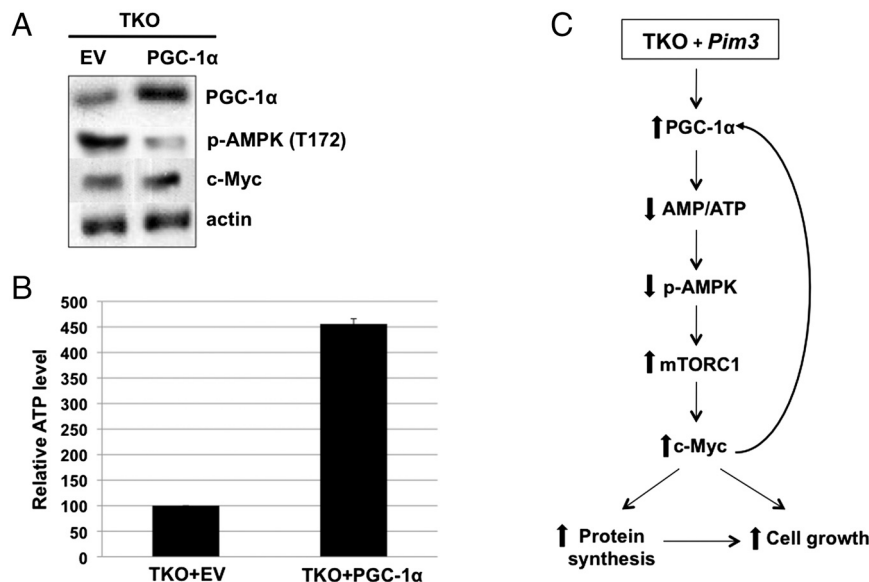 A
TKO
EV PGC-1α
PGC-1α
p-AMPK (T172)
c-Myc
actin
B
500
450
400
350
300
250
200
150
100
50
0
Relative ATP level
TKO+EV TKO+PGC-1α
C
TKO + Pim3
PGC-1α
AMP/ATP
p-AMPK
mTORC1
c-Myc
Protein
synthesis
Cell growth